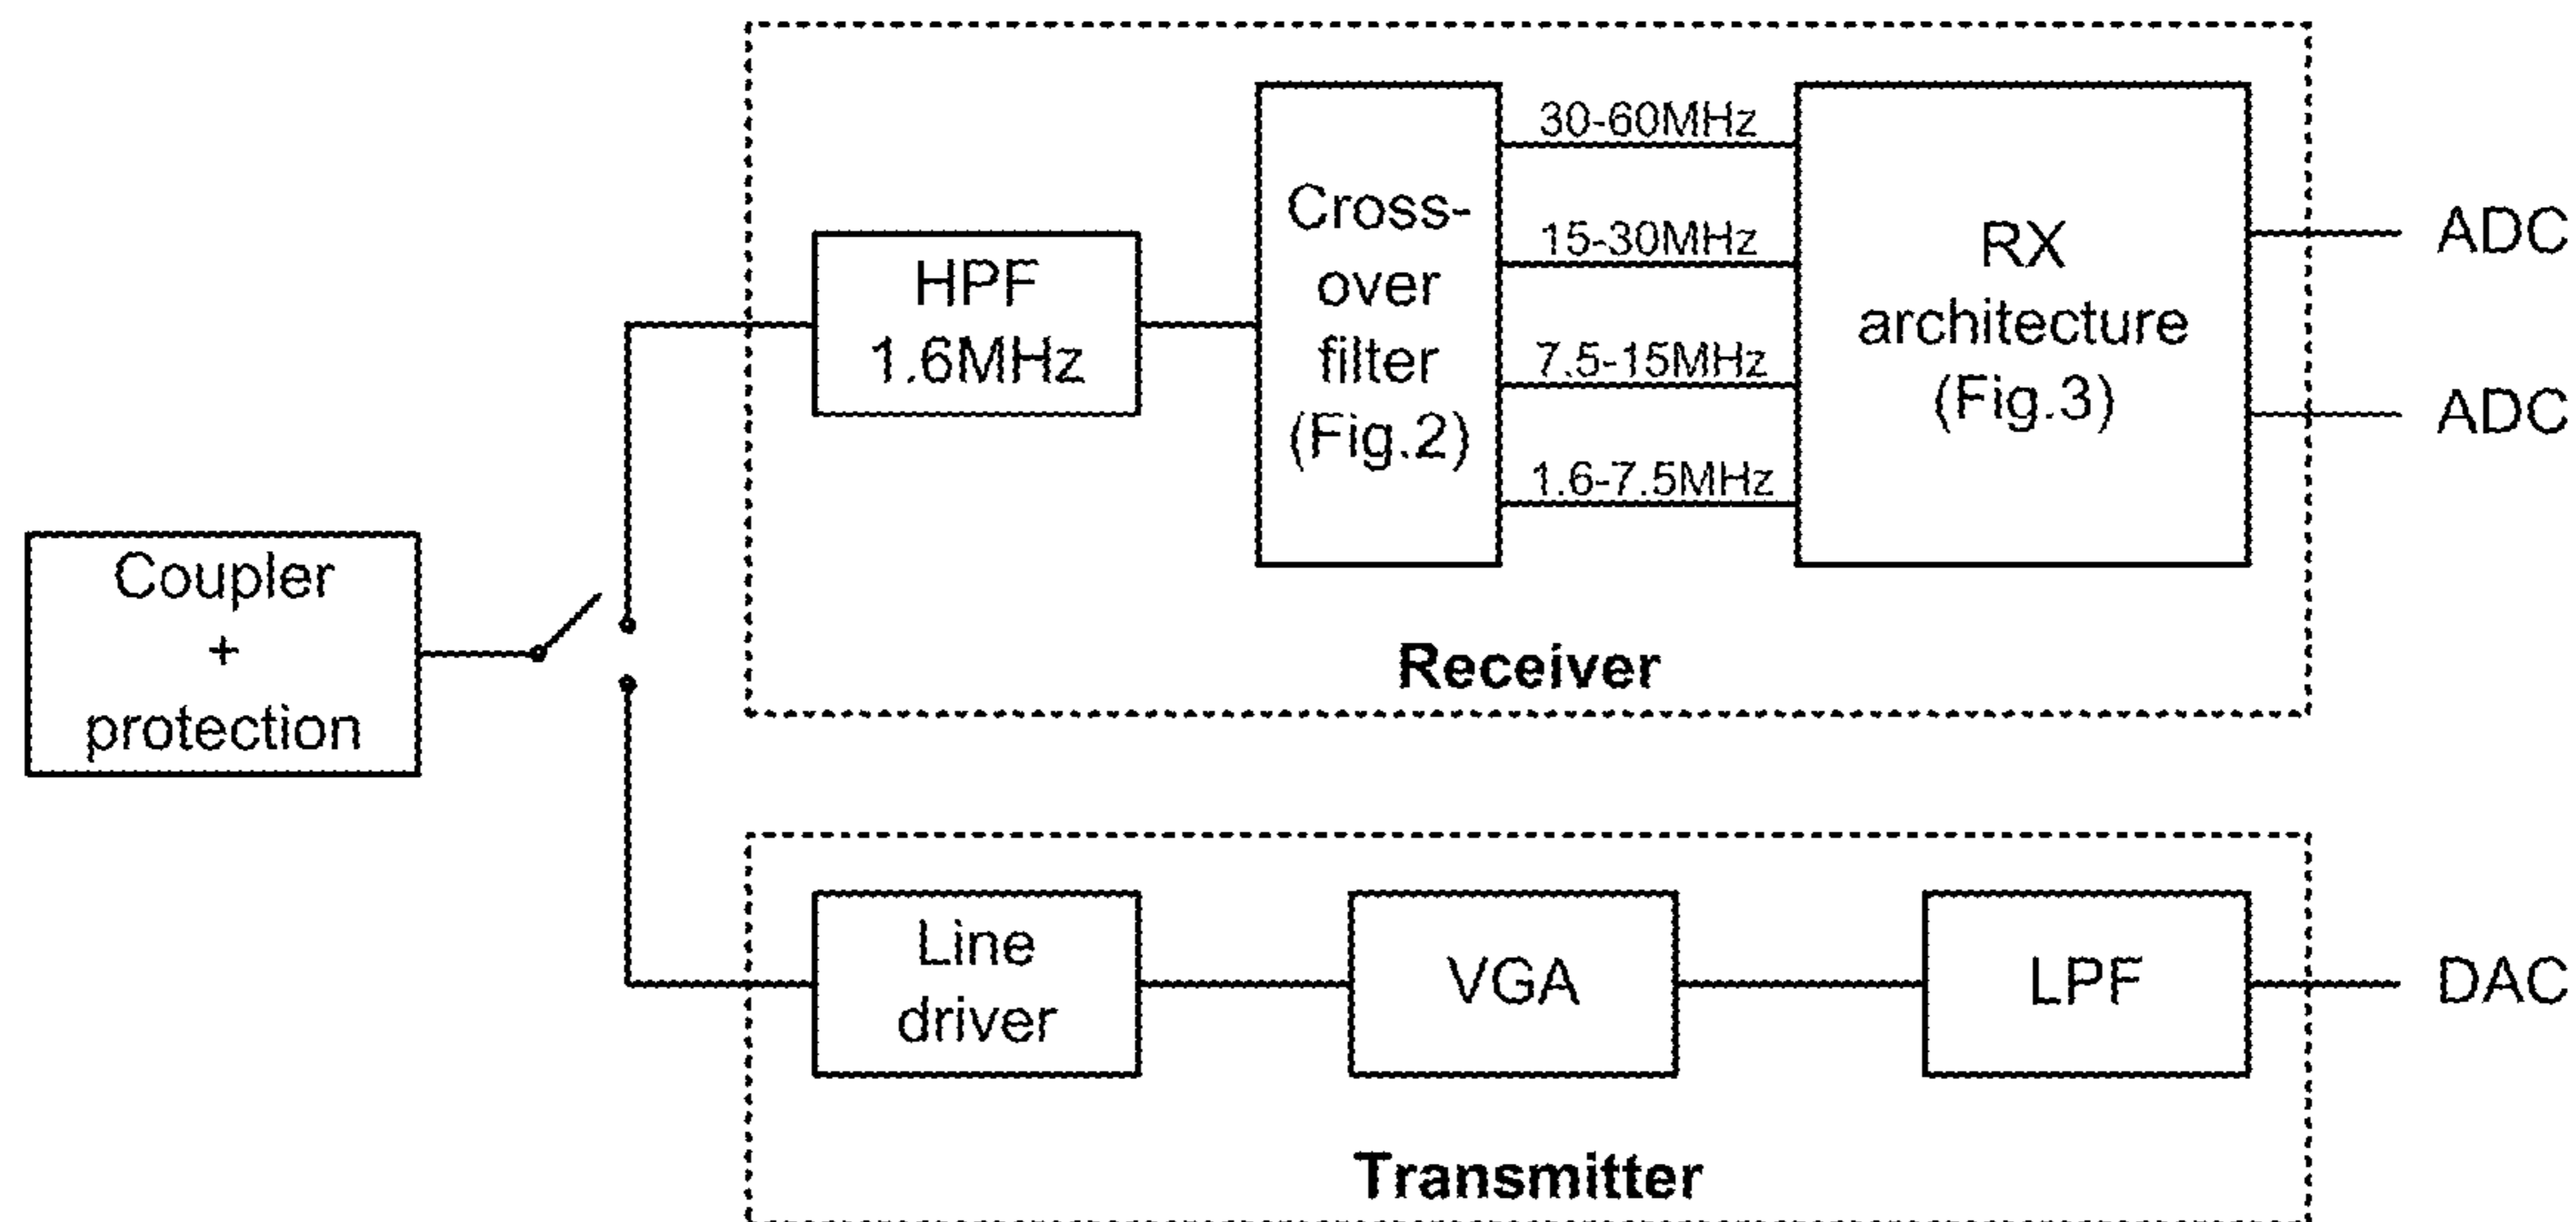 HPF
1.6MHz
Cross-
over
filter
(Fig.2)
30-60MHz
15-30MHz
7.5-15MHz
1.6-7.5MHz
RX
architecture
(Fig.3)
ADC
ADC
Receiver
Coupler
+
protection
Line
driver
VGA
LPF
DAC
Transmitter